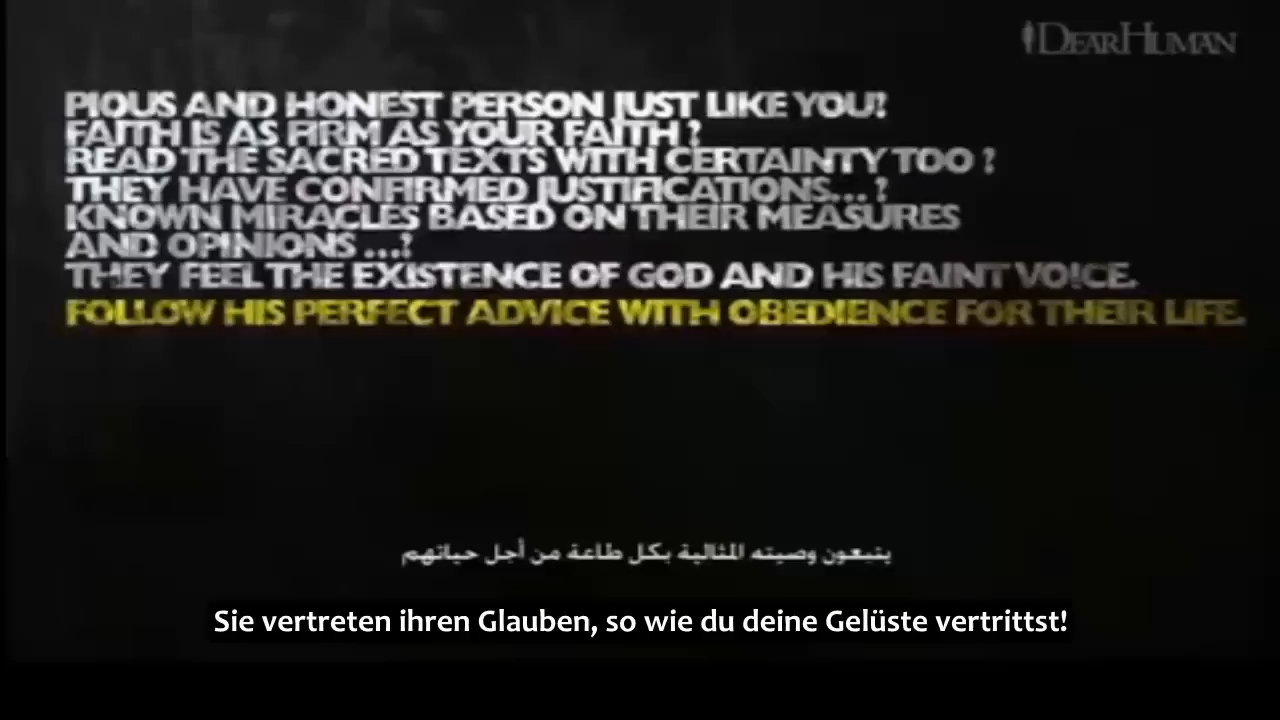 DEARHUMAN
PIOUS AND HONEST PERSON JUST LIKE YOU!
FAITH IS AS FIRM AS YOUR FAITH ?
READ THE SACRED TEXTS WITH CERTAINTY TOO ?
THEY HAVE CONFIRMED JUSTIFICATIONS...?
KNOWN MIRACLES BASED ON THEIR MEASURES
AND OPINIONS ...?
THEY FEEL THE EXISTENCE OF GOD AND HIS FAINT VOICE.
FOLLOW HIS PERFECT ADVICE WITH OBEDIENCE FOR THEIR LIFE.
يتبعون وصيته المثالية بكل طاعة من أجل حياتهم
Sie vertreten ihren Glauben, so wie du deine Gelüste vertrittst!